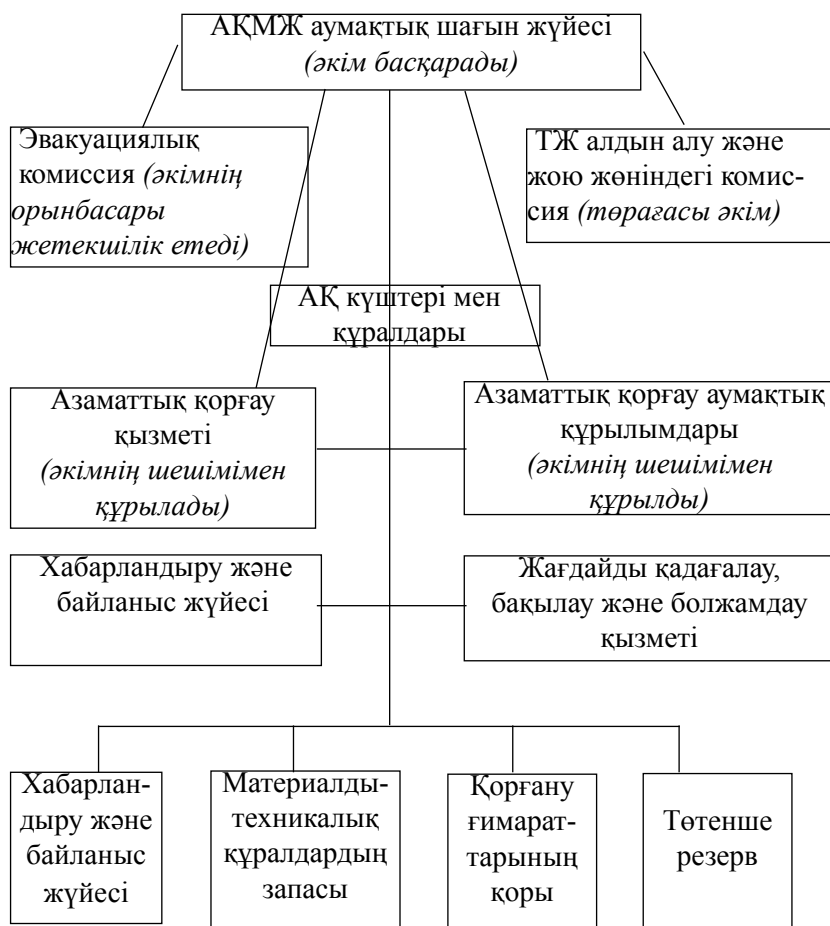 АҚМЖ аумақтық шағын жүйесі
(әкім басқарады)
Эвакуациялық
комиссия (әкімнің
орынбасары
жетекшілік етеді)
ТЖ алдын алу және
жою жөніндегі комис-
сия (төрағасы әкім)
АҚ күштері мен
құралдары
Азаматтық қорғау
қызметі
(әкімнің шешімімен
құрылады)
Азаматтық қорғау аумақтық
құрылымдары
(әкімнің шешімімен
құрылды)
Хабарландыру және
байланыс жүйесі
Жағдайды қадағалау,
бақылау және болжамдау
қызметі
Хабарлан-
дыру және
байланыс
жүйесі
Материалды-
техникалық
құралдардың
запасы
Қорғану
ғимарат-
тарының
қоры
Төтенше
резерв